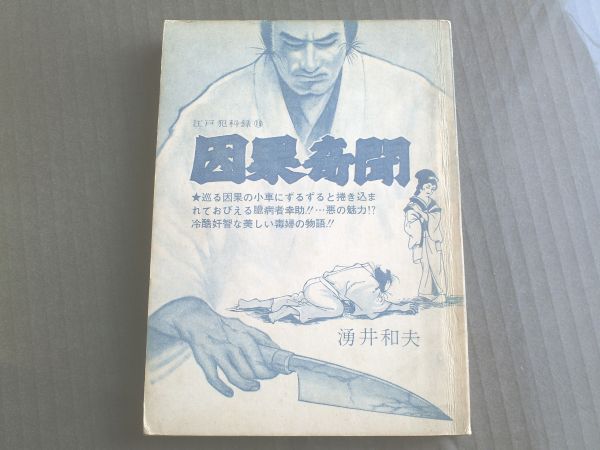 江戸犯科録⑯
因果奇聞
★巡る因果の小車にずるずると捲き込ま
れておびえる臆病者幸助!!…悪の魅力!?
冷酷奸智な美しい毒婦の物語!!
湧井和夫